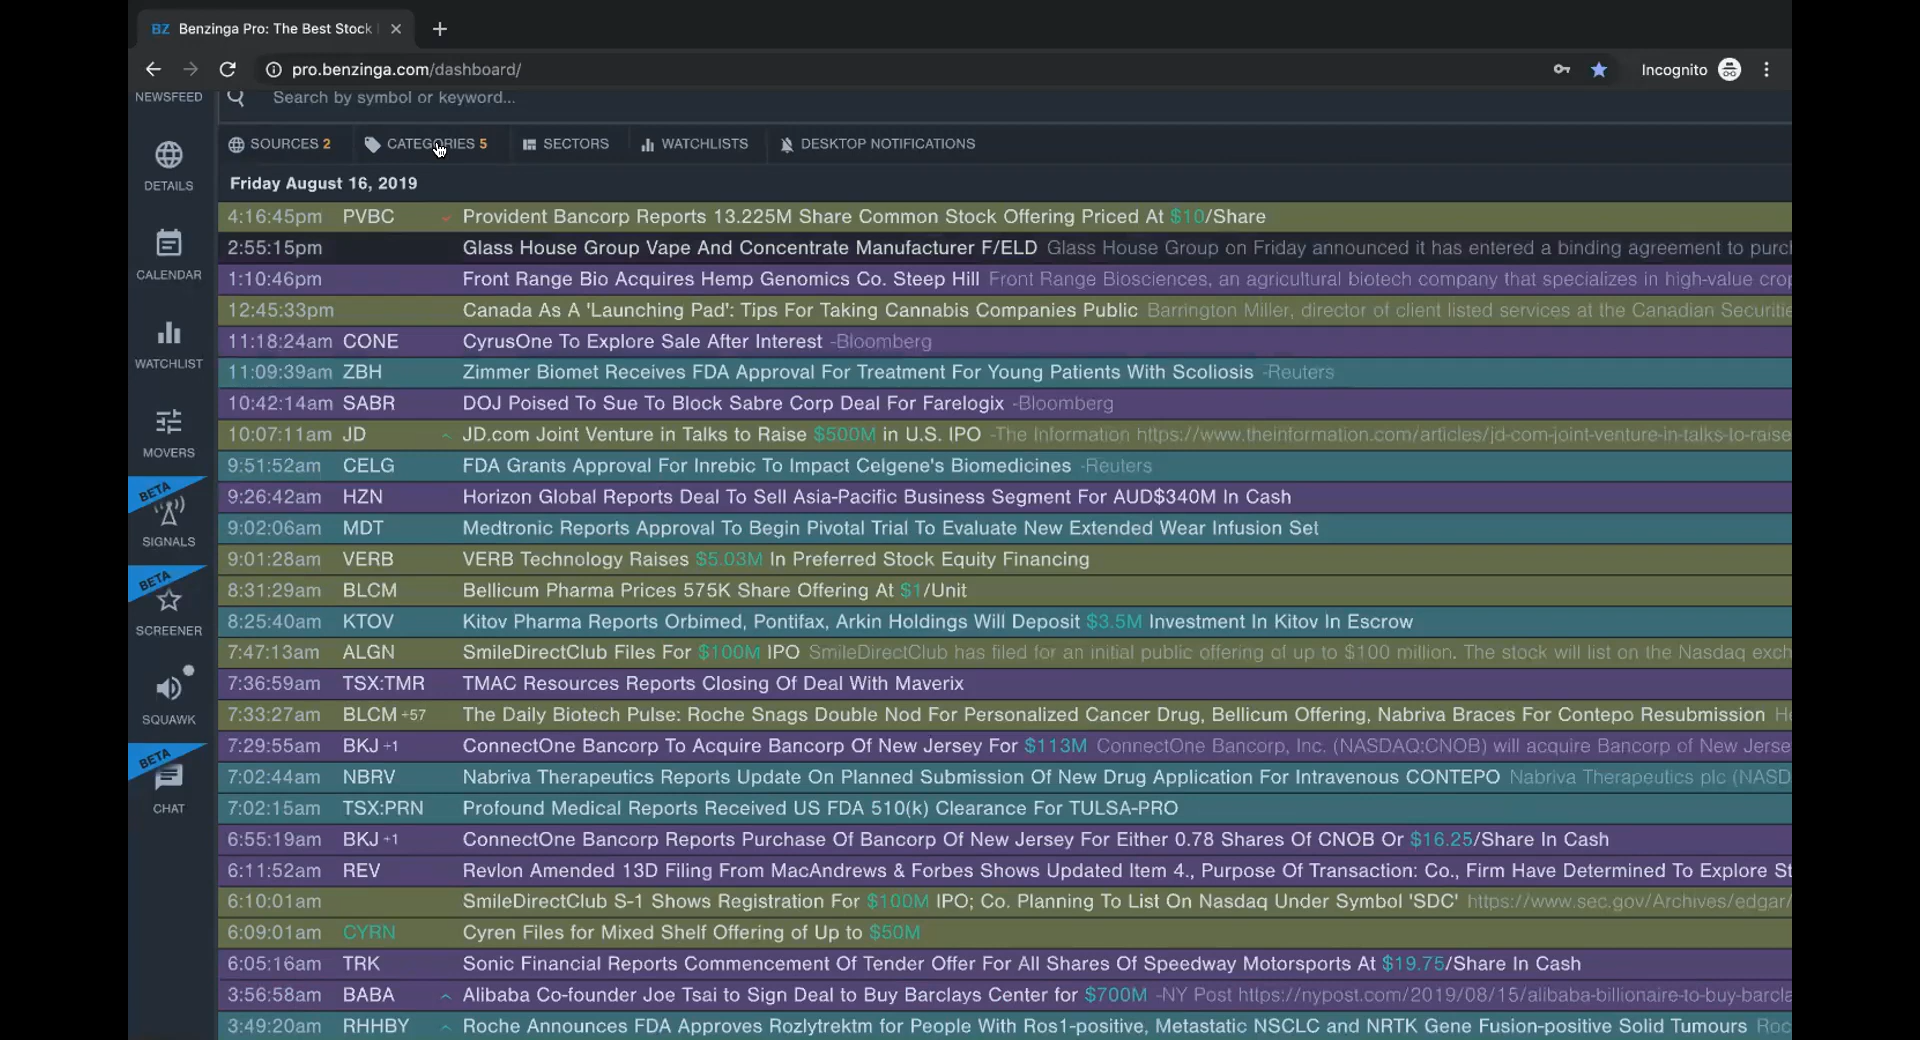 BZ Benzinga Pro: The Best Stock
pro.benzinga.com/dashboard/
Incognito
NEWSFEED
Search by symbol or keyword...
SOURCES 2 CATEGORIES 5 SECTORS WATCHLISTS DESKTOP NOTIFICATIONS
DETAILS
CALENDAR
WATCHLIST
MOVERS
BETA
SIGNALS
BETA
SCREENER
SQUAWK
BETA
CHAT
Friday August 16, 2019
4:16:45pm PVBC Provident Bancorp Reports 13.225M Share Common Stock Offering Priced At $10/Share
2:55:15pm Glass House Group Vape And Concentrate Manufacturer F/ELD Glass House Group on Friday announced it has entered a binding agreement to
1:10:46pm Front Range Bio Acquires Hemp Genomics Co. Steep Hill Front Range Biosciences, an agricultural biotech company that specializes in high-value
12:45:33pm Canada As A 'Launching Pad': Tips For Taking Cannabis Companies Public Barrington Miller, director of client listed services at the Canadian
11:18:24am CONE CyrusOne To Explore Sale After Interest -Bloomberg
11:09:39am ZBH Zimmer Biomet Receives FDA Approval For Treatment For Young Patients With Scoliosis -Reuters
10:42:14am SABR DOJ Poised To Sue To Block Sabre Corp Deal For Farelogix -Bloomberg
10:07:11am JD JD.com Joint Venture in Talks to Raise $500M in U.S. IPO -The Information https://www.theinformation.com/articles/jd-com-joint-venture-in-talks-to-raise
9:51:52am CELG FDA Grants Approval For Inrebic To Impact Celgene's Biomedicines -Reuters
9:26:42am HZN Horizon Global Reports Deal To Sell Asia-Pacific Business Segment For AUD$340M In Cash
9:02:06am MDT Medtronic Reports Approval To Begin Pivotal Trial To Evaluate New Extended Wear Infusion Set
9:01:28am VERB VERB Technology Raises $5.03M In Preferred Stock Equity Financing
8:31:29am BLCM Bellicum Pharma Prices 575K Share Offering At $1/Unit
8:25:40am KTOV Kitov Pharma Reports Orbimed, Pontifax, Arkin Holdings Will Deposit $3.5M Investment In Kitov In Escrow
7:47:13am ALGN SmileDirectClub Files For $100M IPO SmileDirectClub has filed for an initial public offering of up to $100 million. The stock will list on the Nasdaq
7:36:59am TSX:TMR TMAC Resources Reports Closing Of Deal With Maverix
7:33:27am BLCM +57 The Daily Biotech Pulse: Roche Snags Double Nod For Personalized Cancer Drug, Bellicum Offering, Nabriva Braces For Contepo Resubmission
7:29:55am BKJ +1 ConnectOne Bancorp To Acquire Bancorp Of New Jersey For $113M ConnectOne Bancorp, Inc. (NASDAQ:CNOB) will acquire Bancorp of New Jerse
7:02:44am NBRV Nabriva Therapeutics Reports Update On Planned Submission Of New Drug Application For Intravenous CONTEPO Nabriva Therapeutics plc (NASD
7:02:15am TSX:PRN Profound Medical Reports Received US FDA 510(k) Clearance For TULSA-PRO
6:55:19am BKJ +1 ConnectOne Bancorp Reports Purchase Of Bancorp Of New Jersey For Either 0.78 Shares Of CNOB Or $16.25/Share In Cash
6:11:52am REV Revlon Amended 13D Filing From MacAndrews & Forbes Shows Updated Item 4., Purpose Of Transaction: Co., Firm Have Determined To Explore St
6:10:01am SmileDirectClub S-1 Shows Registration For $100M IPO; Co. Planning To List On Nasdaq Under Symbol 'SDC' https://www.sec.gov/Archives/edgar/
6:09:01am CYRN Cyren Files for Mixed Shelf Offering of Up to $50M
6:05:16am TRK Sonic Financial Reports Commencement Of Tender Offer For All Shares Of Speedway Motorsports At $19.75/Share In Cash
3:56:58am BABA Alibaba Co-founder Joe Tsai to Sign Deal to Buy Barclays Center for $700M -NY Post https://nypost.com/2019/08/15/alibaba-billionaire-to-buy-barcla
3:49:20am RHHBY Roche Announces FDA Approves Rozlytrektm for People With Ros1-positive, Metastatic NSCLC and NRTK Gene Fusion-positive Solid Tumours Roc